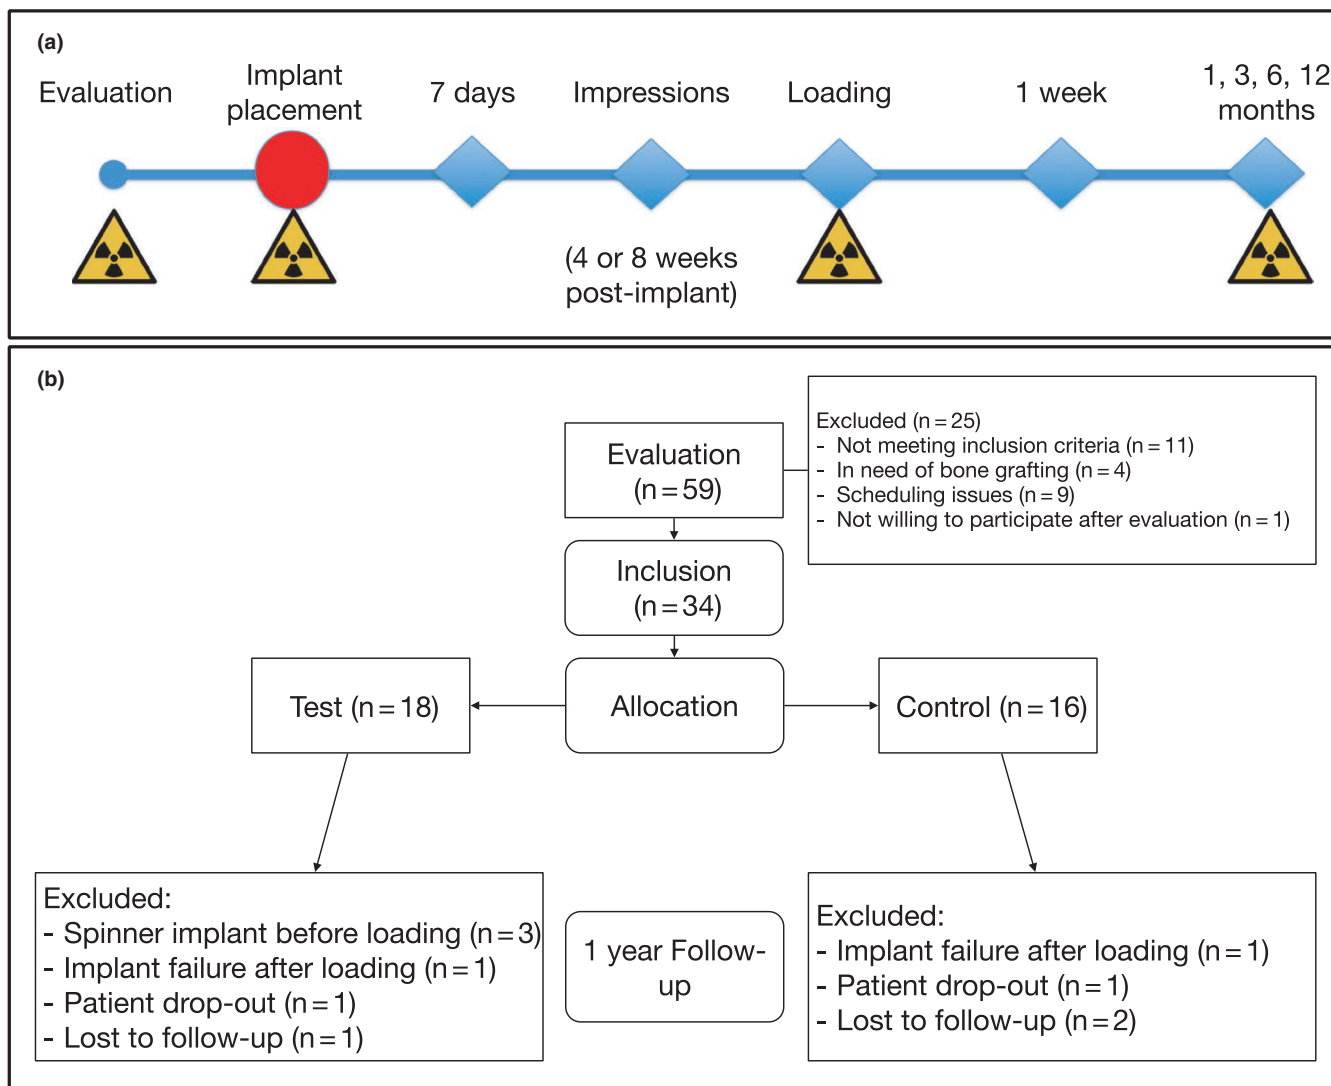 (a)
Evaluation
Implant
placement
7 days
Impressions
Loading
1 week
1, 3, 6, 12
months
(4 or 8 weeks
post-implant)
(b)
Evaluation
(n = 59)
Excluded (n = 25)
- Not meeting inclusion criteria (n = 11)
- In need of bone grafting (n = 4)
- Scheduling issues (n = 9)
- Not willing to participate after evaluation (n = 1)
Inclusion
(n = 34)
Test (n = 18)
Allocation
Control (n = 16)
Excluded:
- Spinner implant before loading (n = 3)
- Implant failure after loading (n = 1)
- Patient drop-out (n = 1)
- Lost to follow-up (n = 1)
1 year Follow-
up
Excluded:
- Implant failure after loading (n = 1)
- Patient drop-out (n = 1)
- Lost to follow-up (n = 2)